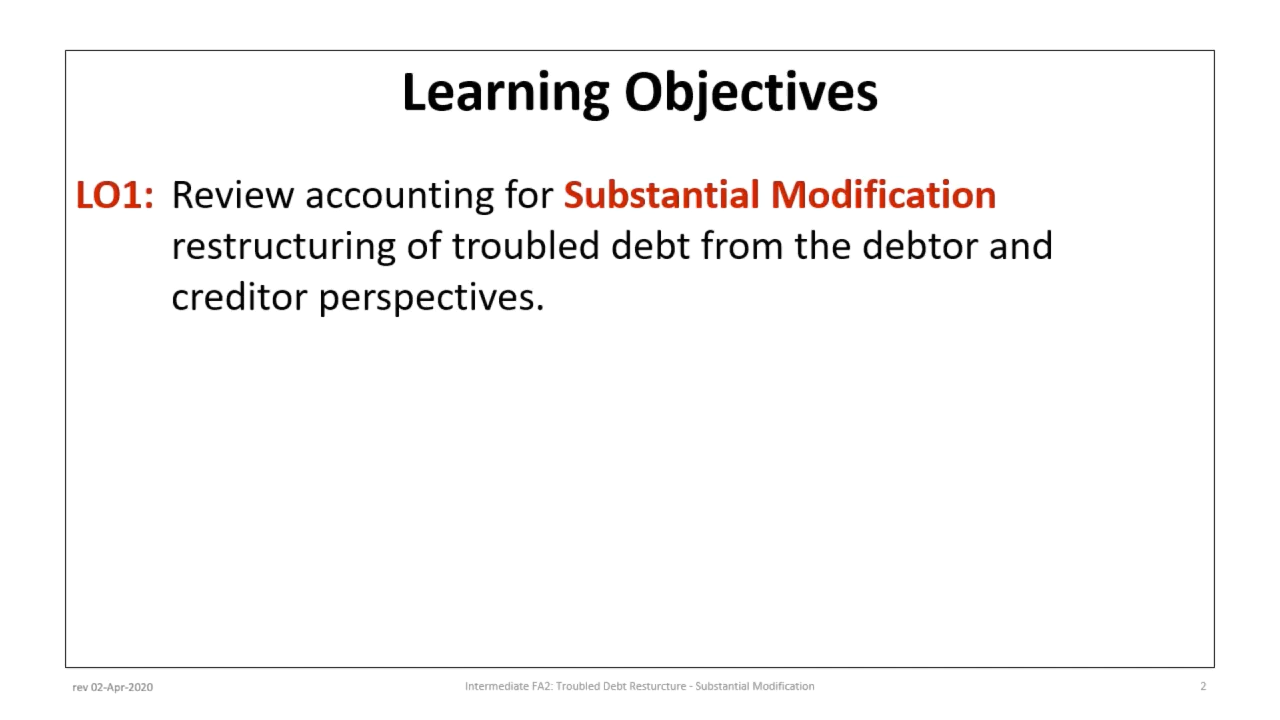 Learning Objectives
LO1: Review accounting for Substantial Modification
restructuring of troubled debt from the debtor and
creditor perspectives.
rev 02-Apr-2020
Intermediate FA2: Troubled Debt Resturcture - Substantial Modification
2